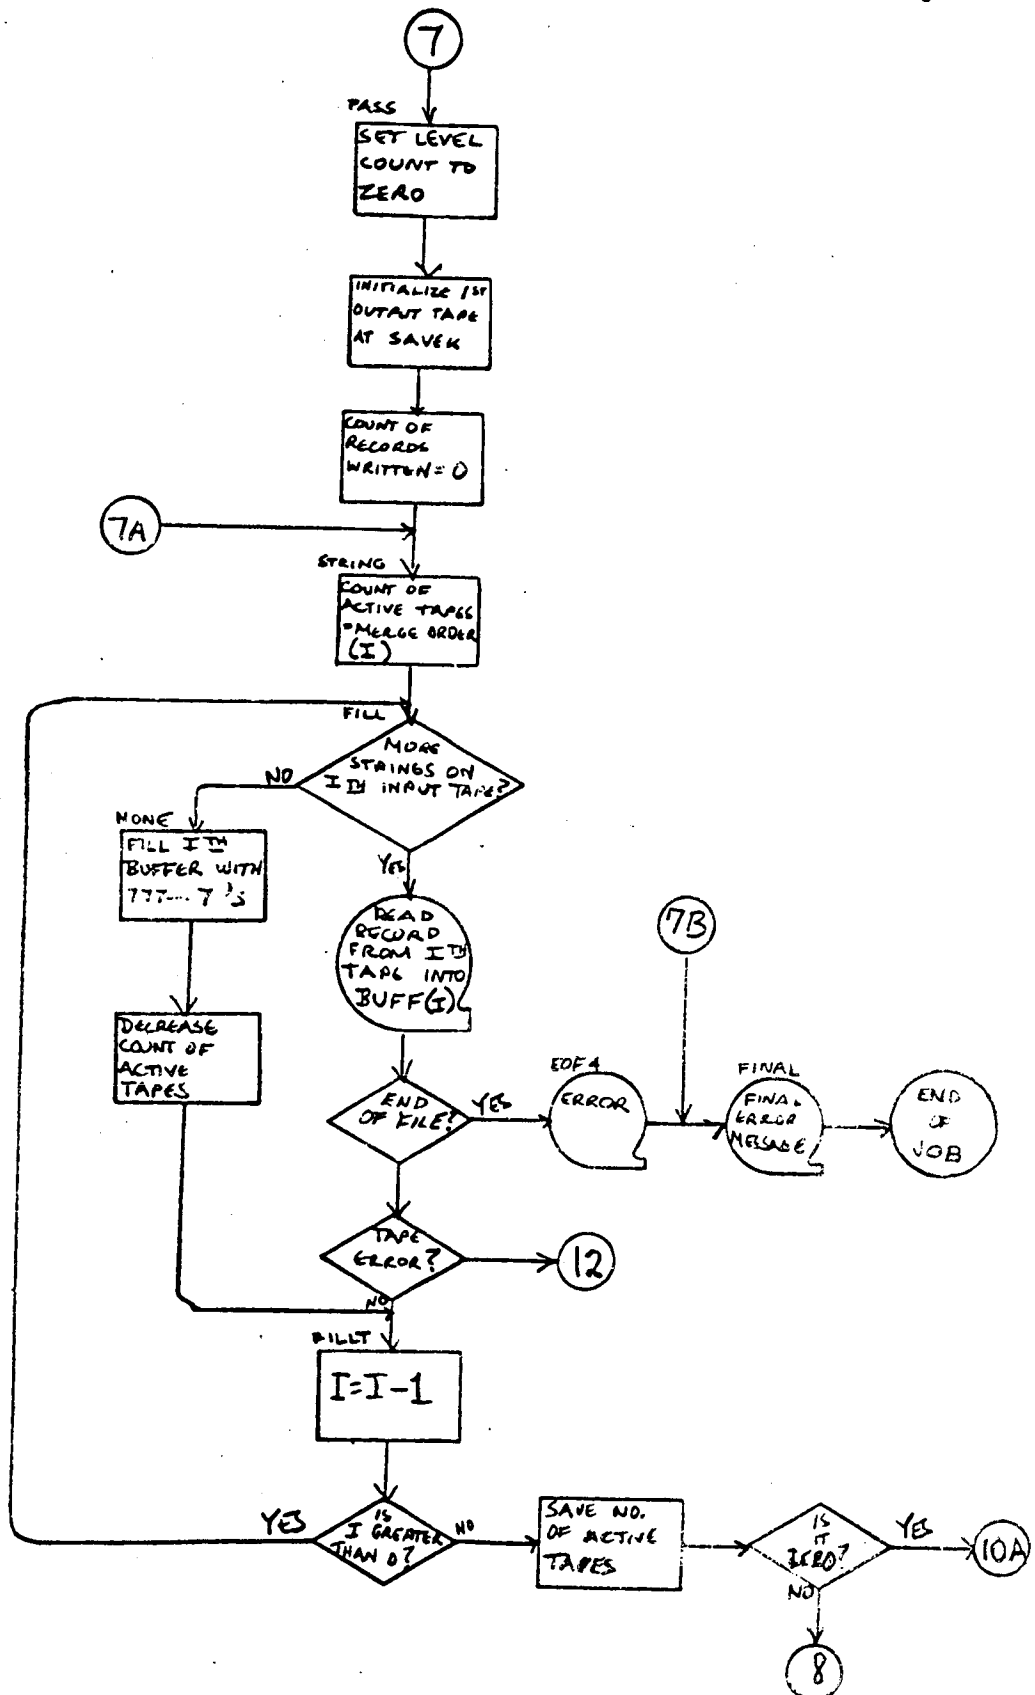 7
PASS
SET LEVEL
COUNT TO
ZERO
INITIALIZE 1ST
OUTPUT TAPE
AT SAVEK
COUNT OF
RECORDS
WRITTEN = 0
7A
STRING
COUNT OF
ACTIVE TAPES
=MERGE ORDER
(I)
FILL
MORE
STRINGS ON
I TH INPUT TAPE?
NO
YES
NONE
FILL I TH
BUFFER WITH
777---7 'S
DECREASE
COUNT OF
ACTIVE
TAPES
READ
RECORD
FROM I TH
TAPE INTO
BUFF(I)
7B
END
OF FILE?
YES
EOF4
ERROR
FINAL
FINAL
ERROR
MESSAGE
END
OF
JOB
TAPE
ERROR?
12
NO
FILLT
I=I-1
IS
I GREATER
THAN 0?
YES
NO
SAVE NO.
OF ACTIVE
TAPES
IS
IT
ZERO?
YES
10A
NO
8